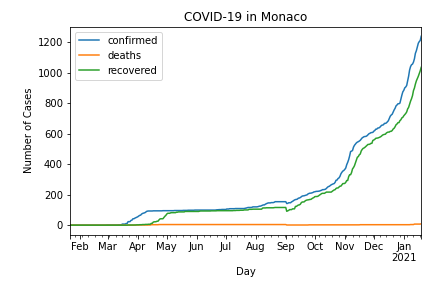 COVID-19 in Monaco
confirmed
deaths
recovered
Number of Cases
1200
1000
800
600
400
200
0
Feb Mar Apr May Jun Jul Aug Sep Oct Nov Dec Jan
2021
Day